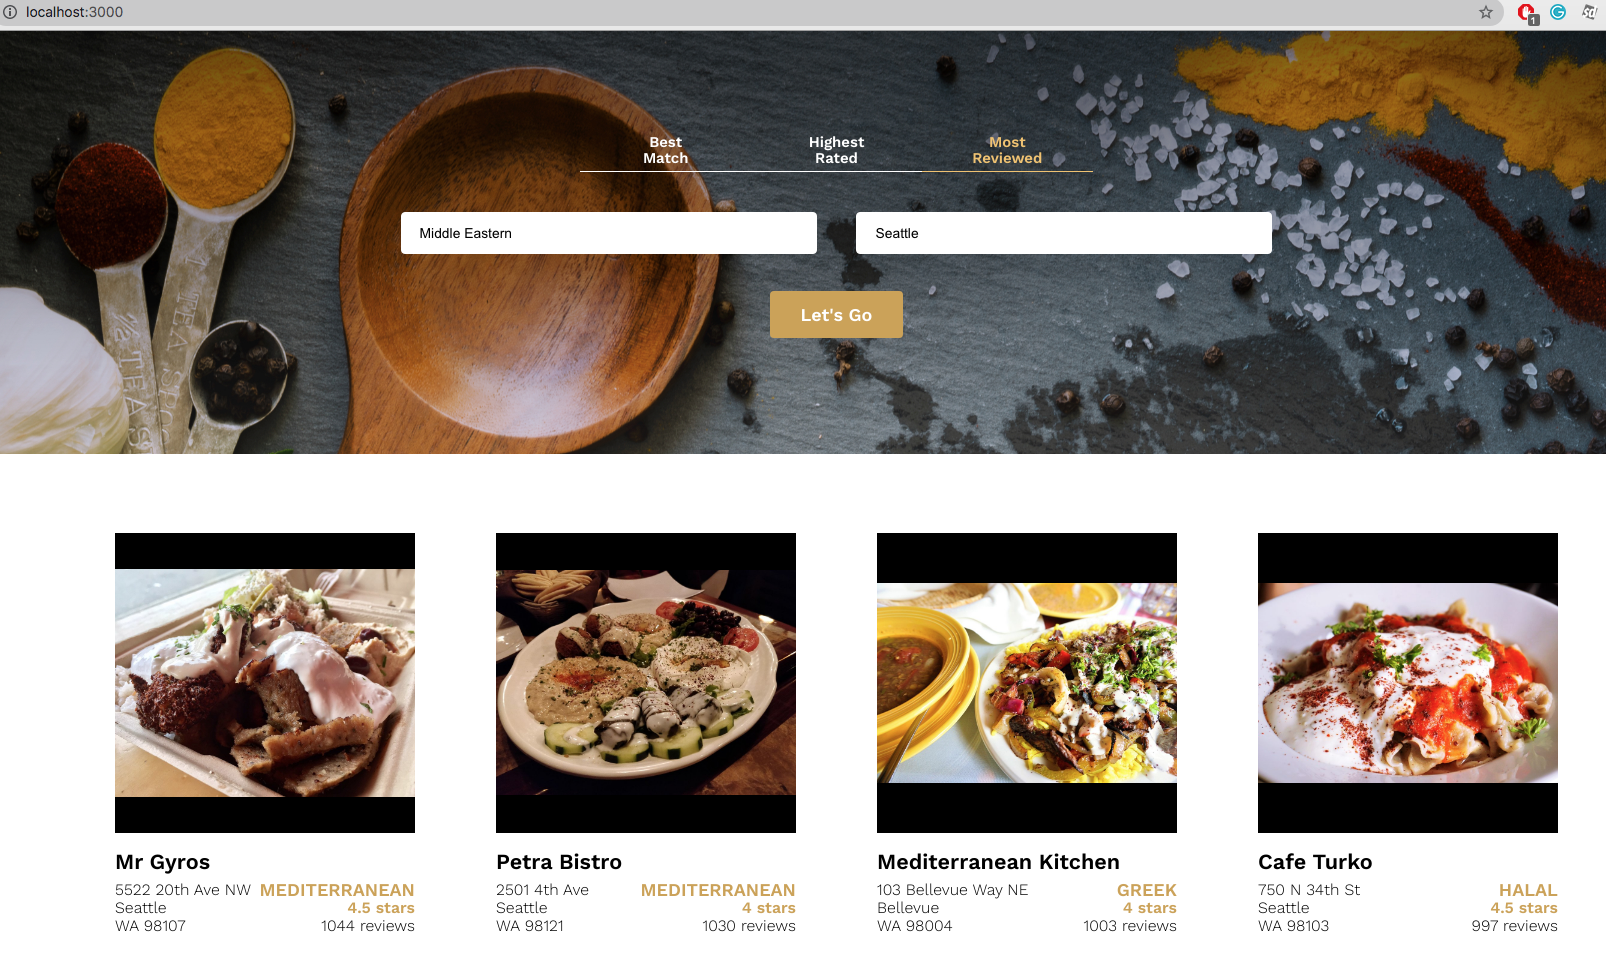 localhost:3000
1
Best
Match
Highest
Rated
Most
Reviewed
Middle Eastern
Seattle
Let's Go
Mr Gyros
5522 20th Ave NW MEDITERRANEAN
Seattle 4.5 stars
WA 98107 1044 reviews
Petra Bistro
2501 4th Ave MEDITERRANEAN
Seattle 4 stars
WA 98121 1030 reviews
Mediterranean Kitchen
103 Bellevue Way NE GREEK
Bellevue 4 stars
WA 98004 1003 reviews
Cafe Turko
750 N 34th St HALAL
Seattle 4.5 stars
WA 98103 997 reviews